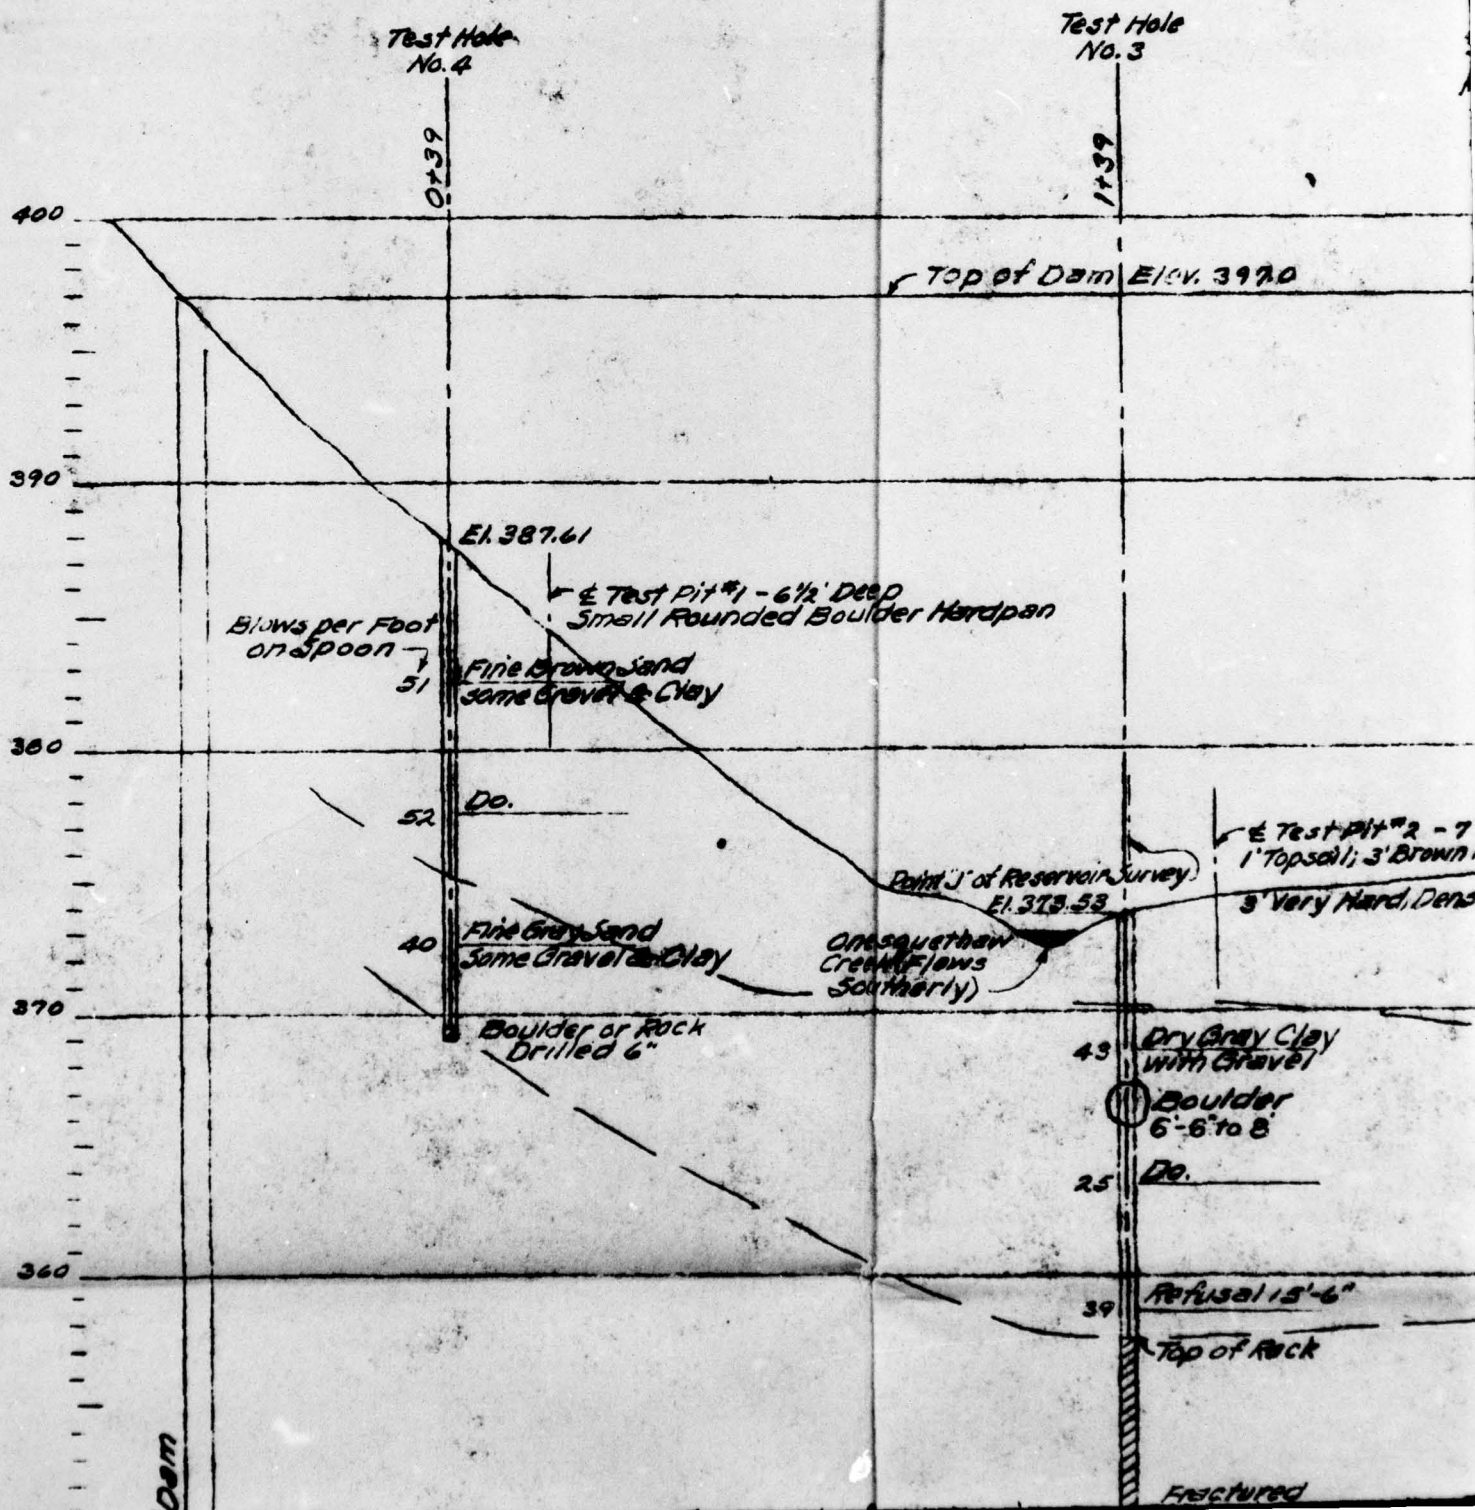 Test Hole
No. 4
0+39
Test Hole
No. 3
1+39
400
Top of Dam Elev. 397.0
390
El. 387.61
℄ Test Pit #1 - 6½' Deep
Small Rounded Boulder Hardpan
Blows per Foot
on Spoon
51
Fine Brown Sand
some Gravel & Clay
380
52
Do.
℄ Test Pit #2 - 7
1' Topsoil; 3' Brown
3' Very Hard, Dens
Point "J" of Reservoir Survey
El. 373.53
Onesquethaw
Creek (Flows
Southerly)
40
Fine Gray Sand
Some Gravel & Clay
370
Boulder or Rock
Drilled 6"
43
Dry Gray Clay
with Gravel
Boulder
6'-6" to 8'
25
Do.
360
39
Refusal 15'-6"
Top of Rock
Dam
Fractured